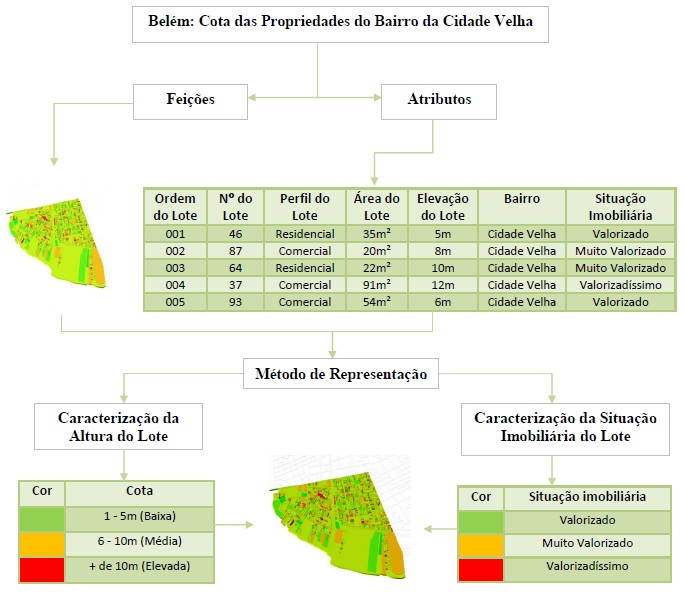 Belém: Cota das Propriedades do Bairro da Cidade Velha
Feições
Atributos
Ordem do Lote Nº do Lote Perfil do Lote Área do Lote Elevação do Lote Bairro Situação Imobiliária
001 46 Residencial 35m² 5m Cidade Velha Valorizado
002 87 Comercial 20m² 8m Cidade Velha Muito Valorizado
003 64 Residencial 22m² 10m Cidade Velha Muito Valorizado
004 37 Comercial 91m² 12m Cidade Velha Valorizadíssimo
005 93 Comercial 54m² 6m Cidade Velha Valorizado
Método de Representação
Caracterização da
Altura do Lote
Caracterização da Situação
Imobiliária do Lote
Cor Cota
1 - 5m (Baixa)
6 - 10m (Média)
+ de 10m (Elevada)
Cor Situação imobiliária
Valorizado
Muito Valorizado
Valorizadíssimo